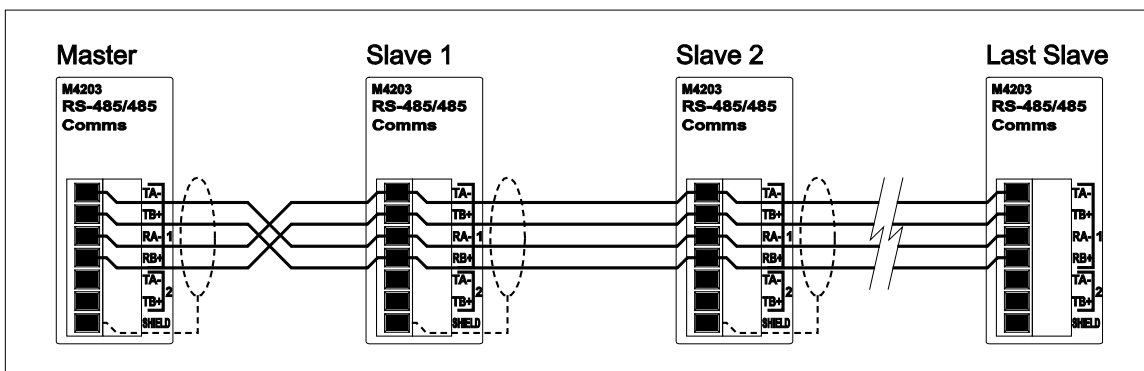 Master
M4203
RS-485/485
Comms
TA-
TB+
RA-
RB+
1
TA-
TB+
2
SHIELD
Slave 1
M4203
RS-485/485
Comms
TA-
TB+
RA-
RB+
1
TA-
TB+
2
SHIELD
Slave 2
M4203
RS-485/485
Comms
TA-
TB+
RA-
RB+
1
TA-
TB+
2
SHIELD
Last Slave
M4203
RS-485/485
Comms
TA-
TB+
RA-
RB+
1
TA-
TB+
2
SHIELD